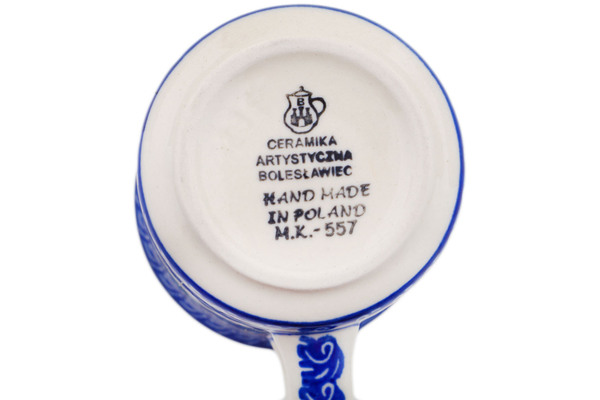 B
CERAMIKA
ARTYSTYCZNA
BOLESŁAWIEC
HAND MADE
IN POLAND
M.K.-557